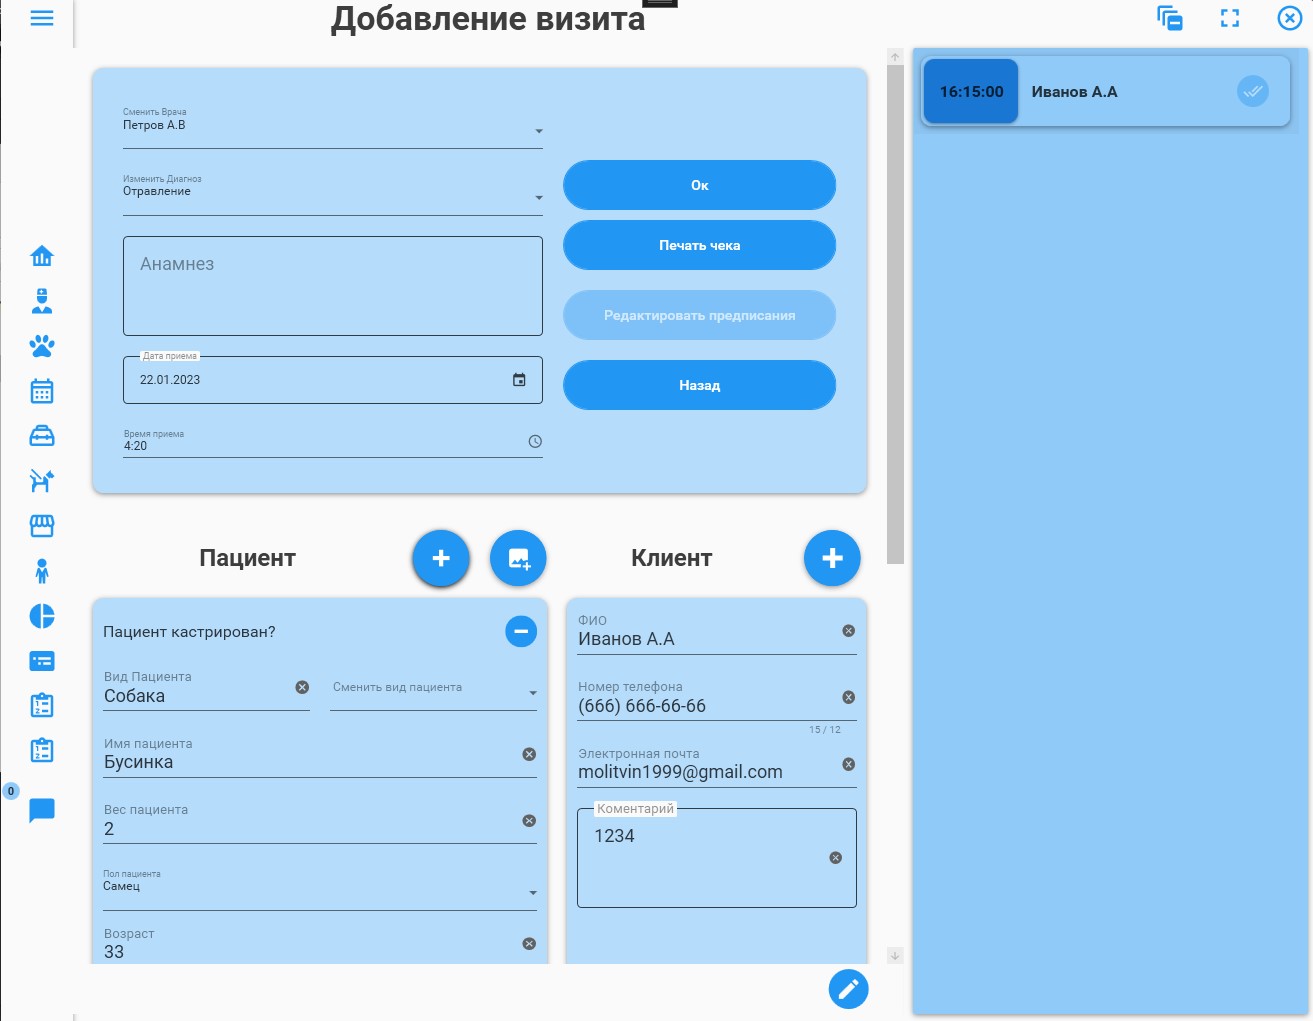 Добавление визита
Сменить Врача
Петров А.В
Изменить Диагноз
Отравление
Анамнез
Дата приема
22.01.2023
Время приема
4:20
Ок
Печать чека
Редактировать предписания
Назад
16:15:00
Иванов А.А
Пациент
Клиент
Пациент кастрирован?
Вид Пациента
Собака
Сменить вид пациента
Имя пациента
Бусинка
Вес пациента
2
Пол пациента
Самец
Возраст
33
ФИО
Иванов А.А
Номер телефона
(666) 666-66-66
15 / 12
Электронная почта
molitvin1999@gmail.com
Коментарий
1234
0